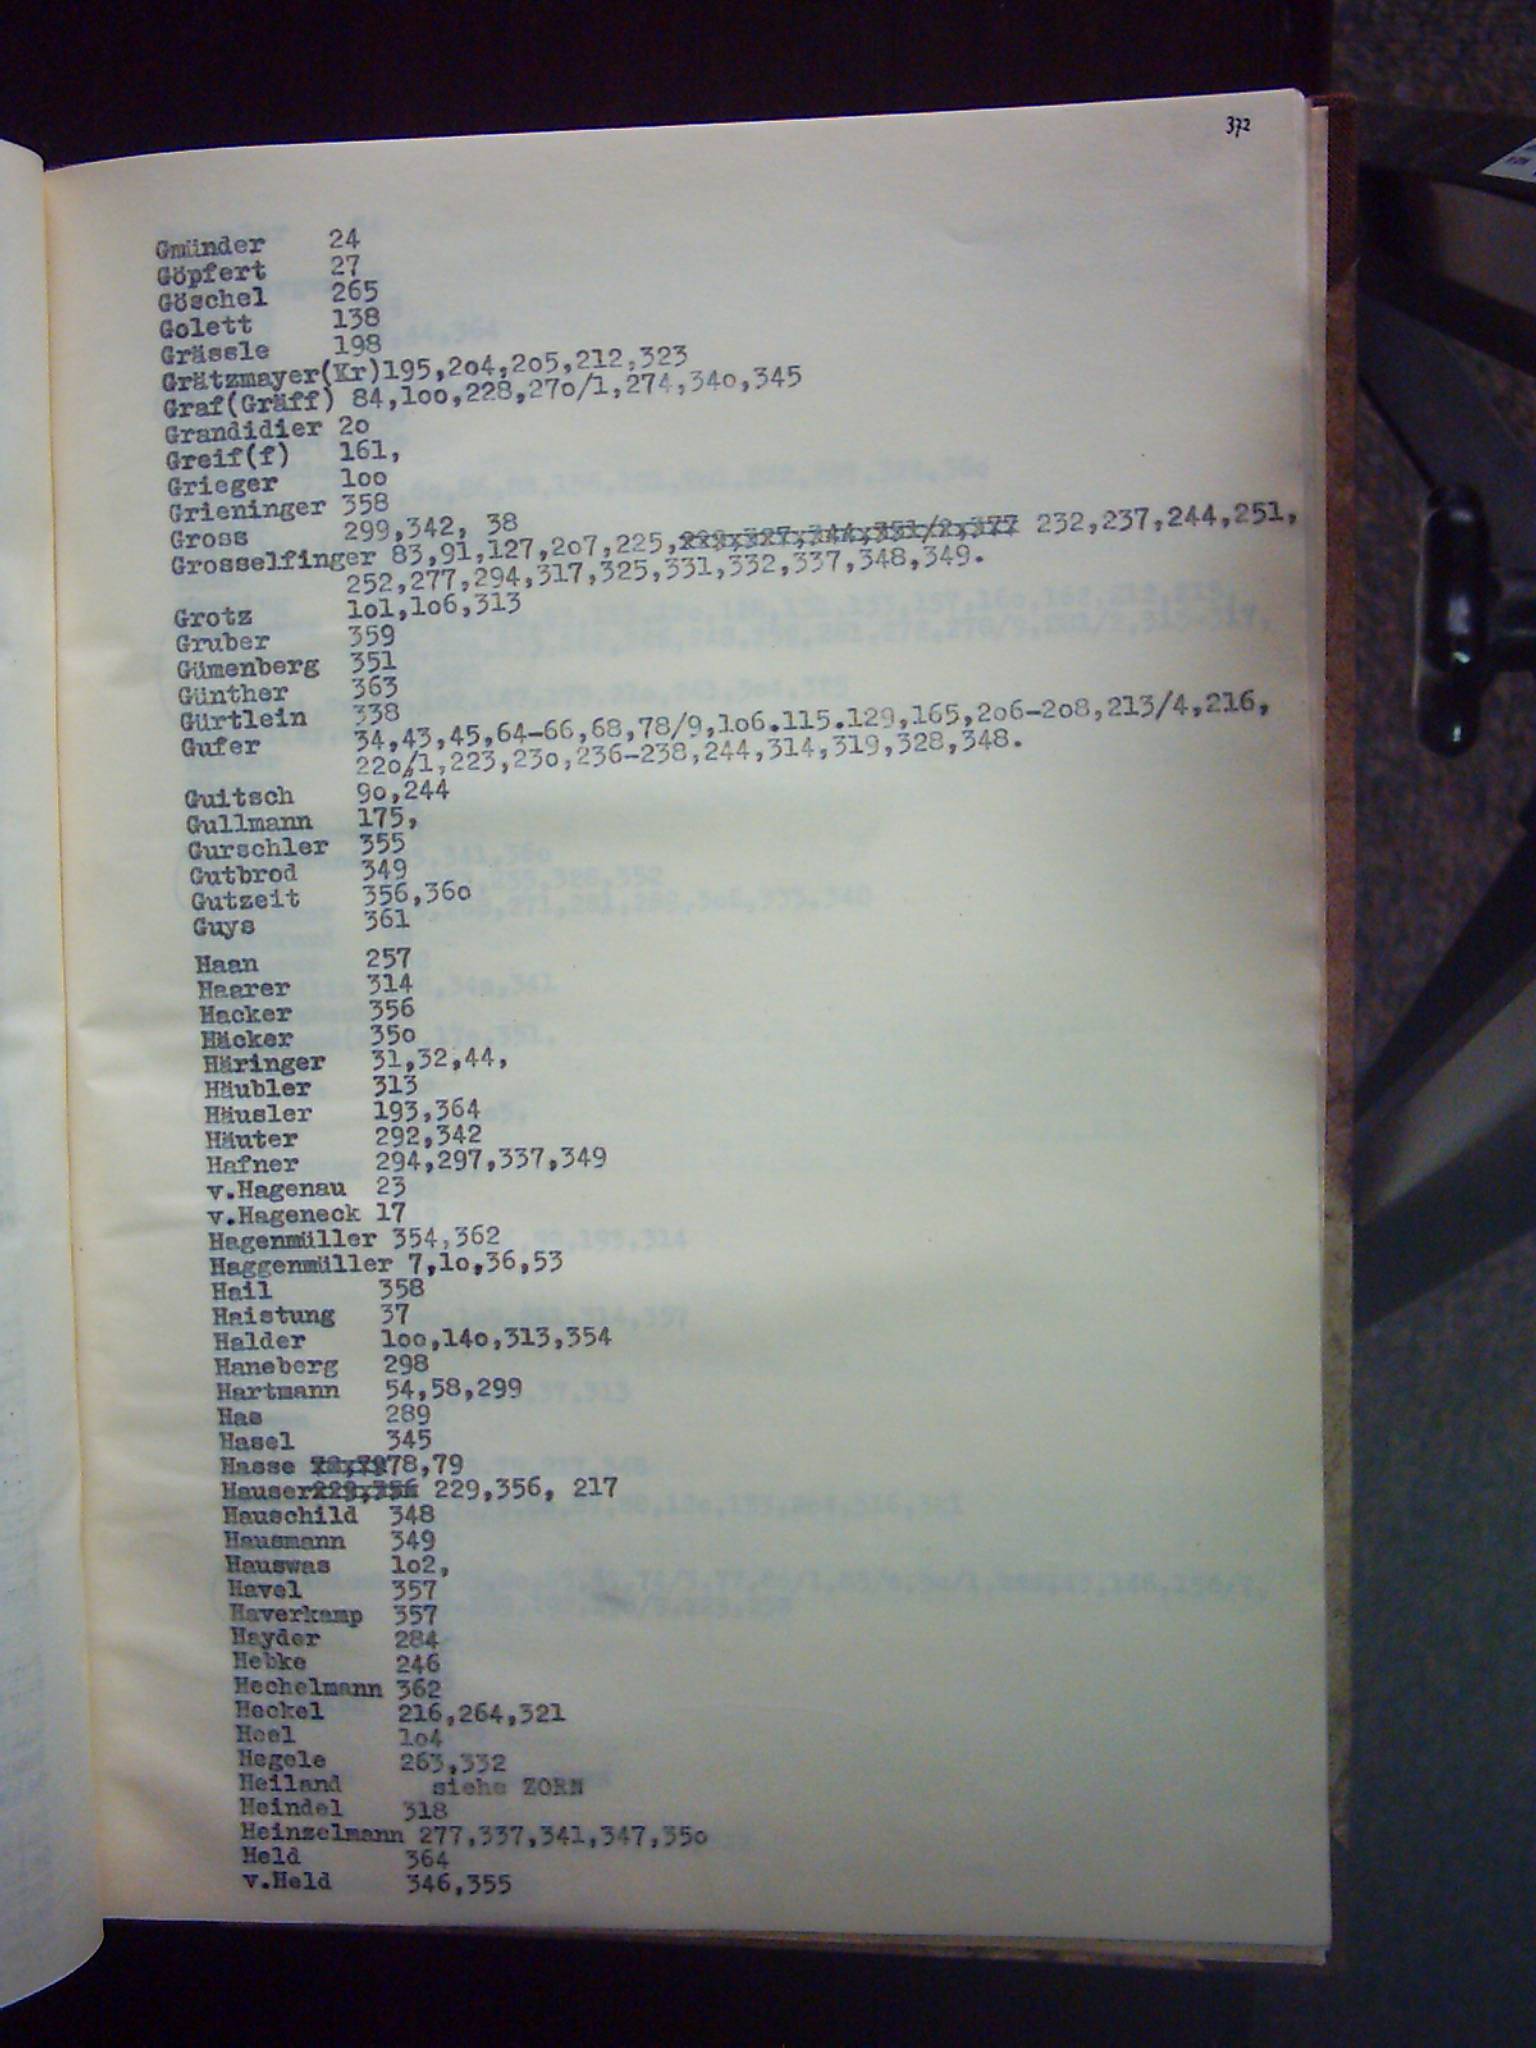 372
Gmünder 24
Göpfert 27
Göschel 265
Golett 138
Grässle 198
Grätzmayer(Kr)195,2o4,2o5,212,323
Graf(Gräff) 84,loo,228,27o/1,274,34o,345
Grandidier 2o
Greif(f) 161,
Grieger loo
Grieninger 358
Gross 299,342, 38
Grosselfinger 83,91,127,2o7,225, 232,237,244,251,
252,277,294,317,325,331,332,337,348,349.
Grotz lo1,lo6,313
Gruber 359
Gümenberg 351
Günther 363
Gürtlein 338
Gufer 34,43,45,64-66,68,78/9,lo6.115.129,165,2o6-2o8,213/4,216,
22o/1,223,23o,236-238,244,314,319,328,348.
Guitsch 9o,244
Gullmann 175,
Gurschler 355
Gutbrod 349
Gutzeit 356,36o
Guys 361
Haan 257
Haarer 314
Hacker 356
Häcker 35o
Häringer 31,32,44,
Häubler 313
Häusler 193,364
Häuter 292,342
Hafner 294,297,337,349
v.Hagenau 23
v.Hageneck 17
Hagenmüller 354,362
Haggenmüller 7,lo,36,53
Hail 358
Haistung 37
Halder loo,14o,313,354
Haneberg 298
Hartmann 54,58,299
Has 289
Hasel 345
Hasse 78,79
Hauser 229,356, 217
Hauschild 348
Hausmann 349
Hauswas lo2,
Havel 357
Haverkamp 357
Hayder 284
Hebke 246
Hechelmann 362
Heckel 216,264,321
Heel lo4
Hegele 263,332
Heiland siehe ZORN
Heindel 318
Heinzelmann 277,337,341,347,35o
Held 364
v.Held 346,355